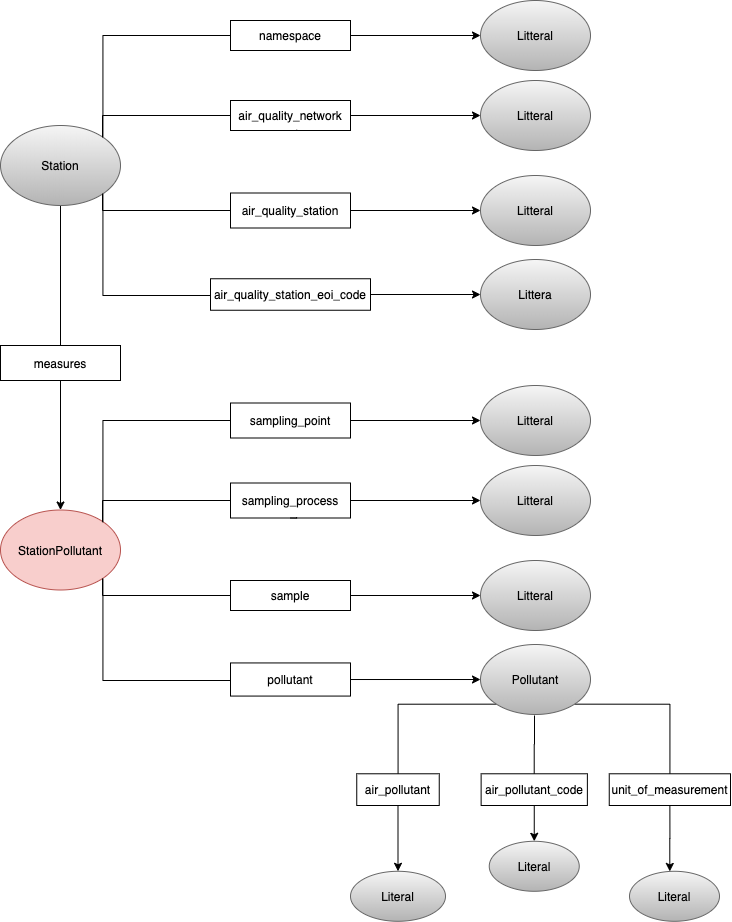 namespace
Litteral
air_quality_network
Litteral
Station
air_quality_station
Litteral
air_quality_station_eoi_code
Littera
measures
sampling_point
Litteral
sampling_process
Litteral
StationPollutant
sample
Litteral
pollutant
Pollutant
air_pollutant
air_pollutant_code
unit_of_measurement
Literal
Literal
Literal